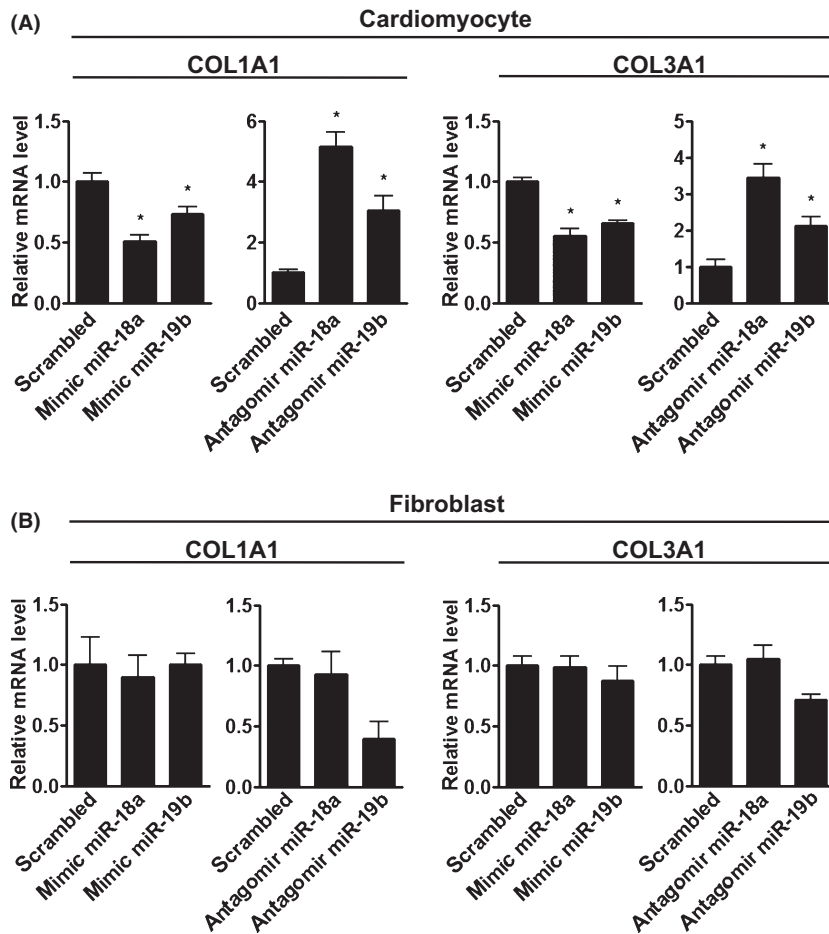 (A)
Cardiomyocyte
COL1A1
COL3A1
Relative mRNA level
1.5
1.0
0.5
0.0
*
*
Scrambled
Mimic miR-18a
Mimic miR-19b
6
4
2
0
*
*
Scrambled
Antagomir miR-18a
Antagomir miR-19b
Relative mRNA level
1.5
1.0
0.5
0.0
*
*
Scrambled
Mimic miR-18a
Mimic miR-19b
5
4
3
2
1
0
*
*
Scrambled
Antagomir miR-18a
Antagomir miR-19b
(B)
Fibroblast
COL1A1
COL3A1
Relative mRNA level
1.5
1.0
0.5
0.0
Scrambled
Mimic miR-18a
Mimic miR-19b
1.5
1.0
0.5
0.0
Scrambled
Antagomir miR-18a
Antagomir miR-19b
Relative mRNA level
1.5
1.0
0.5
0.0
Scrambled
Mimic miR-18a
Mimic miR-19b
1.5
1.0
0.5
0.0
Scrambled
Antagomir miR-18a
Antagomir miR-19b